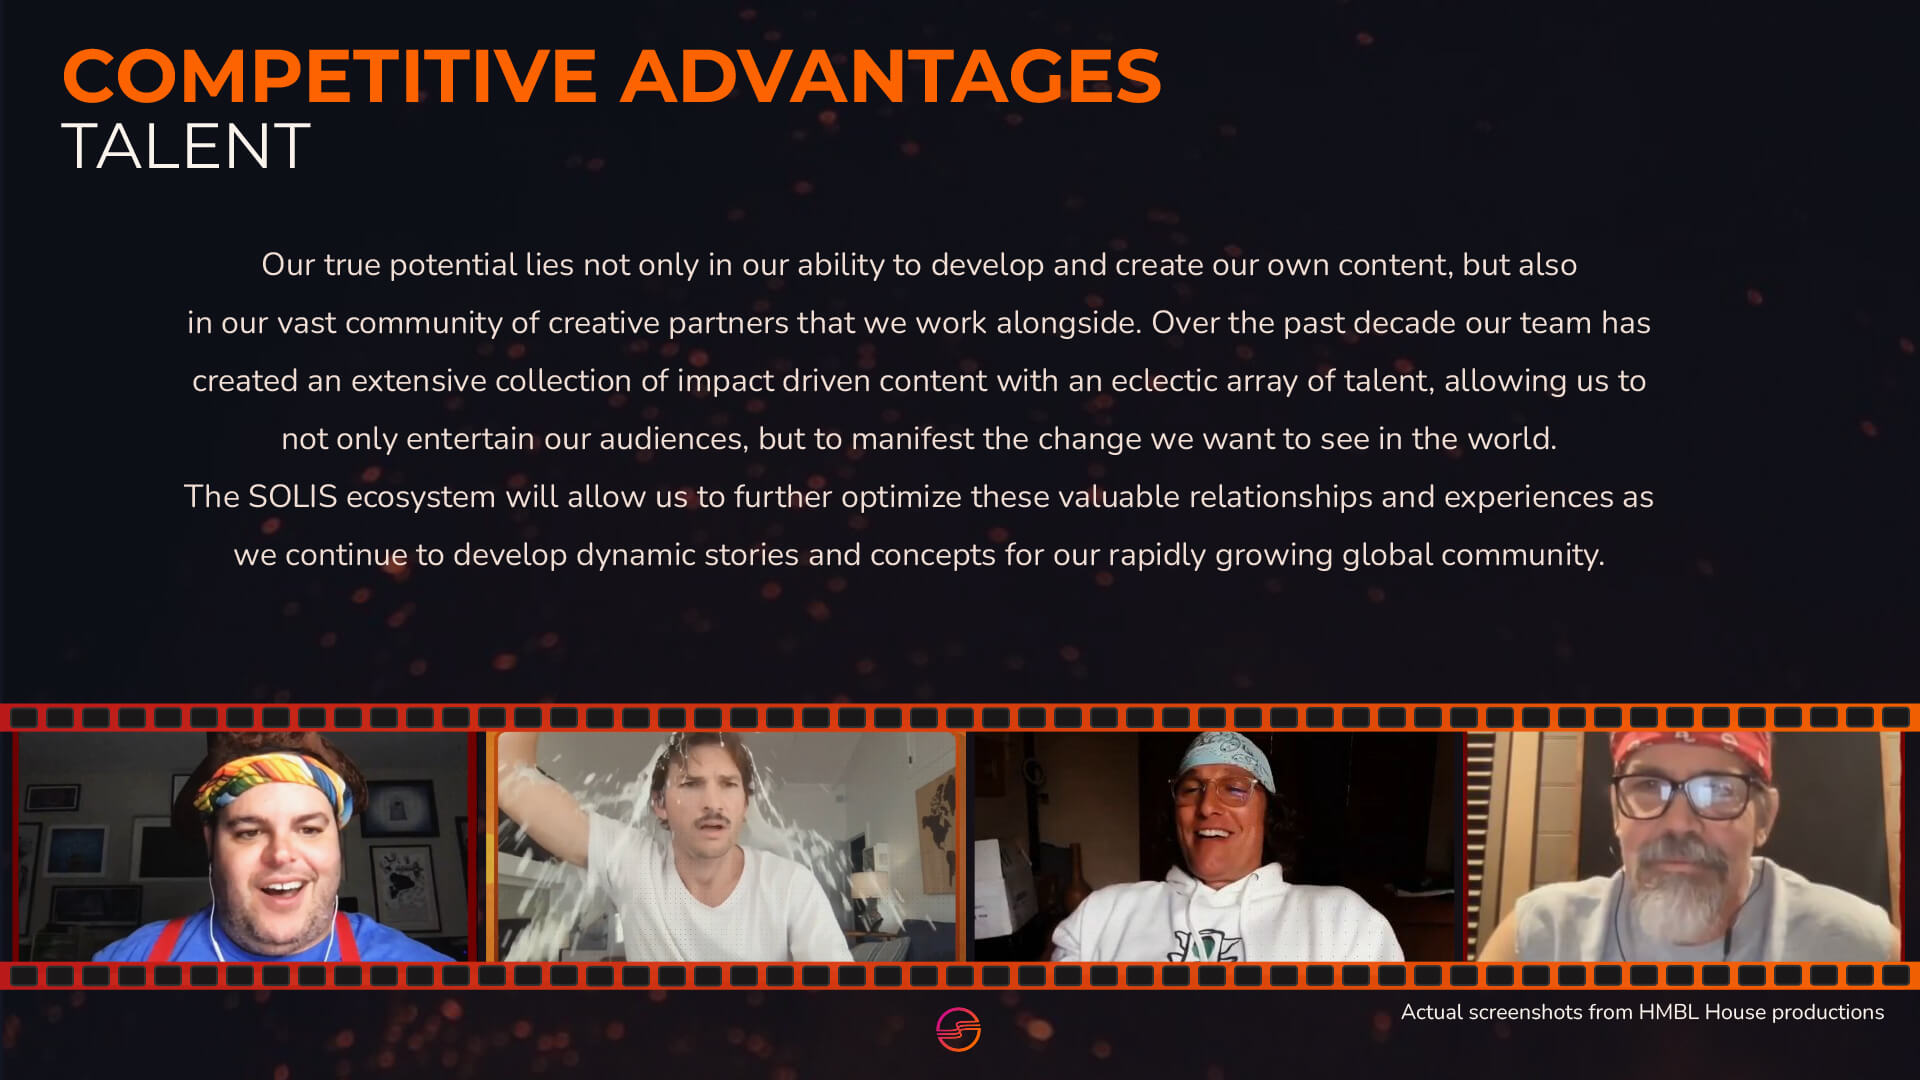 COMPETITIVE ADVANTAGES
TALENT
Our true potential lies not only in our ability to develop and create our own content, but also
in our vast community of creative partners that we work alongside. Over the past decade our team has
created an extensive collection of impact driven content with an eclectic array of talent, allowing us to
not only entertain our audiences, but to manifest the change we want to see in the world.
The SOLIS ecosystem will allow us to further optimize these valuable relationships and experiences as
we continue to develop dynamic stories and concepts for our rapidly growing global community.
Actual screenshots from HMBL House productions